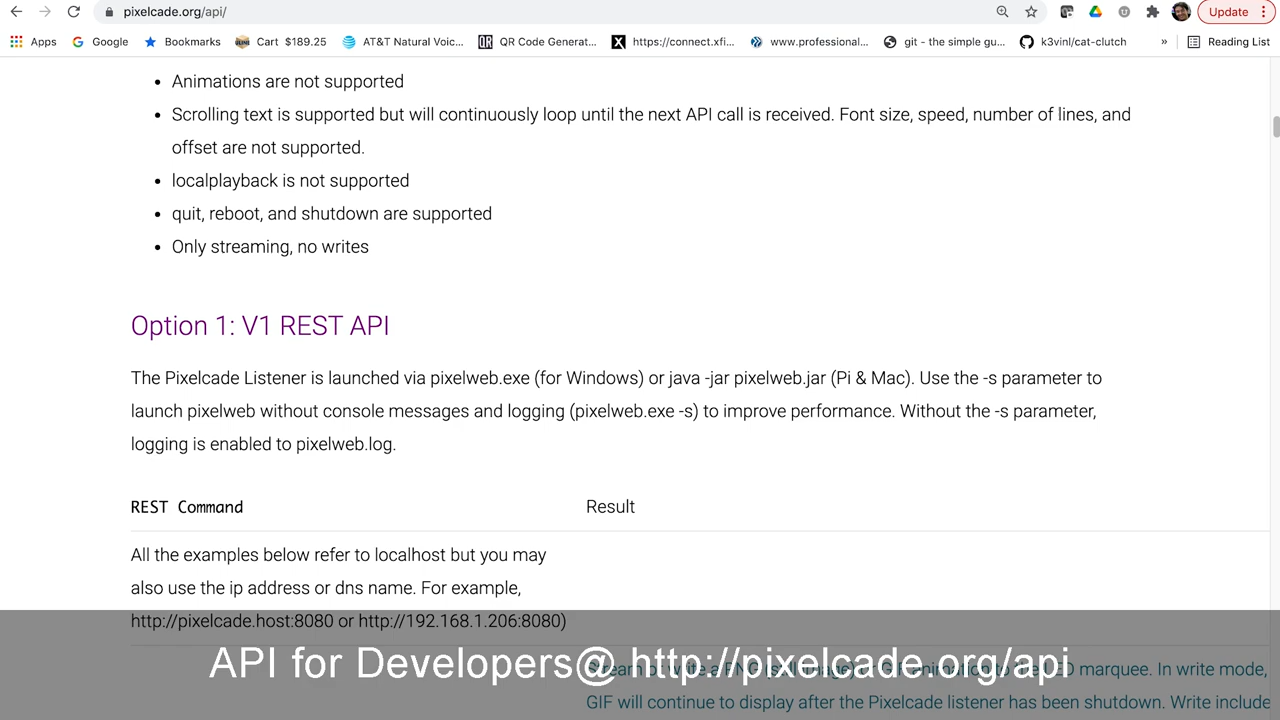 pixelcade.org/api/
Update
Apps
Google
Bookmarks
Cart $189.25
AT&T Natural Voic...
QR Code Generat...
https://connect.xfi...
www.professional...
git - the simple gu...
k3vinl/cat-clutch
»
Reading List
• Animations are not supported
• Scrolling text is supported but will continuously loop until the next API call is received. Font size, speed, number of lines, and
offset are not supported.
• localplayback is not supported
• quit, reboot, and shutdown are supported
• Only streaming, no writes
Option 1: V1 REST API
The Pixelcade Listener is launched via pixelweb.exe (for Windows) or java -jar pixelweb.jar (Pi & Mac). Use the -s parameter to
launch pixelweb without console messages and logging (pixelweb.exe -s) to improve performance. Without the -s parameter,
logging is enabled to pixelweb.log.
REST Command
Result
All the examples below refer to localhost but you may
also use the ip address or dns name. For example,
http://pixelcade.host:8080 or http://192.168.1.206:8080)
API for Developers@ http://pixelcade.org/api
marquee. In write mode,
GIF will continue to display after the Pixelcade listener has been shutdown. Write include